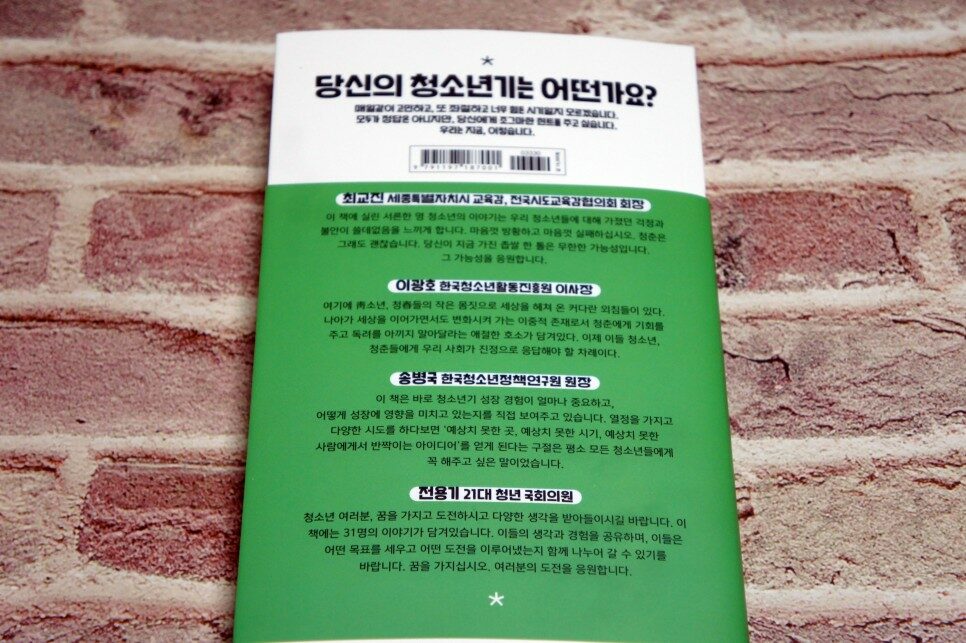 *
당신의 청소년기는 어떤가요?
매일같이 고민하고, 또 좌절하고 너무 힘든 시기일지 모르겠습니다.
모두가 정답은 아니지만, 당신에게 조그마한 힌트를 주고 싶습니다.
우리는 지금, 어떻습니다.
03330
9 791197 187001
최교진 세종특별자치시 교육감, 전국시도교육감협의회 회장
이 책에 실린 서른한 명 청소년의 이야기는 우리 청소년들에 대해 가졌던 걱정과
불안이 쓸데없음을 느끼게 합니다. 마음껏 방황하고 마음껏 실패하십시오. 청춘은
그래도 괜찮습니다. 당신이 지금 가진 좁쌀 한 톨은 무한한 가능성입니다.
그 가능성을 응원합니다.
이광호 한국청소년활동진흥원 이사장
여기에 靑소년, 청春들의 작은 몸짓으로 세상을 헤쳐 온 커다란 외침들이 있다.
나아가 세상을 이어가면서도 변화시켜 가는 이중적 존재로서 청춘에게 기회를
주고 독려를 아끼지 말아달라는 애절한 호소가 담겨있다. 이제 이들 청소년,
청춘들에게 우리 사회가 진정으로 응답해야 할 차례이다.
송병국 한국청소년정책연구원 원장
이 책은 바로 청소년기 성장 경험이 얼마나 중요하고,
어떻게 성장에 영향을 미치고 있는지를 직접 보여주고 있습니다. 열정을 가지고
다양한 시도를 하다보면 '예상치 못한 곳, 예상치 못한 시기, 예상치 못한
사람에게서 반짝이는 아이디어'를 얻게 된다는 구절은 평소 모든 청소년들에게
꼭 해주고 싶은 말이었습니다.
전용기 21대 청년 국회의원
청소년 여러분, 꿈을 가지고 도전하시고 다양한 생각을 받아들이시길 바랍니다. 이
책에는 31명의 이야기가 담겨있습니다. 이들의 생각과 경험을 공유하며, 이들은
어떤 목표를 세우고 어떤 도전을 이루어냈는지 함께 나누어 갈 수 있기를
바랍니다. 꿈을 가지십시오. 여러분의 도전을 응원합니다.
*